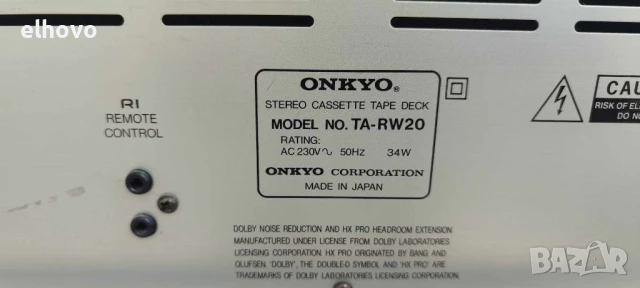 elhovo
RI
REMOTE
CONTROL
ONKYO®
STEREO CASSETTE TAPE DECK
MODEL NO. TA-RW20
RATING:
AC 230V∿ 50Hz 34W
ONKYO CORPORATION
MADE IN JAPAN
CAU
RISK OF EL
DO N
DOLBY NOISE REDUCTION AND HX PRO HEADROOM EXTENSION
MANUFACTURED UNDER LICENSE FROM DOLBY LABORATORIES
LICENSING CORPORATION. HX PRO ORIGINATED BY BANG AND
OLUFSEN. 'DOLBY', THE DOUBLE-D SYMBOL AND 'HX PRO' ARE
TRADEMARKS OF DOLBY LABORATORIES LICENSING CORPORATION.
BAZAR